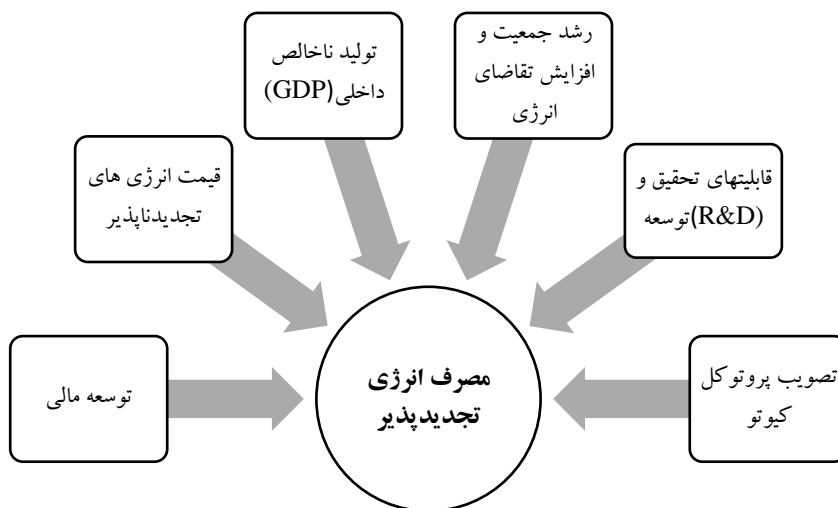 رشد جمعیت و
افزایش تقاضای
انرژی
تولید ناخالص
داخلی(GDP)
قابلیتهای تحقیق و
توسعه(R&D)
قیمت انرژی های
تجدیدناپذیر
تصویب پروتوکل
کیوتو
مصرف انرژی
تجدیدپذیر
توسعه مالی